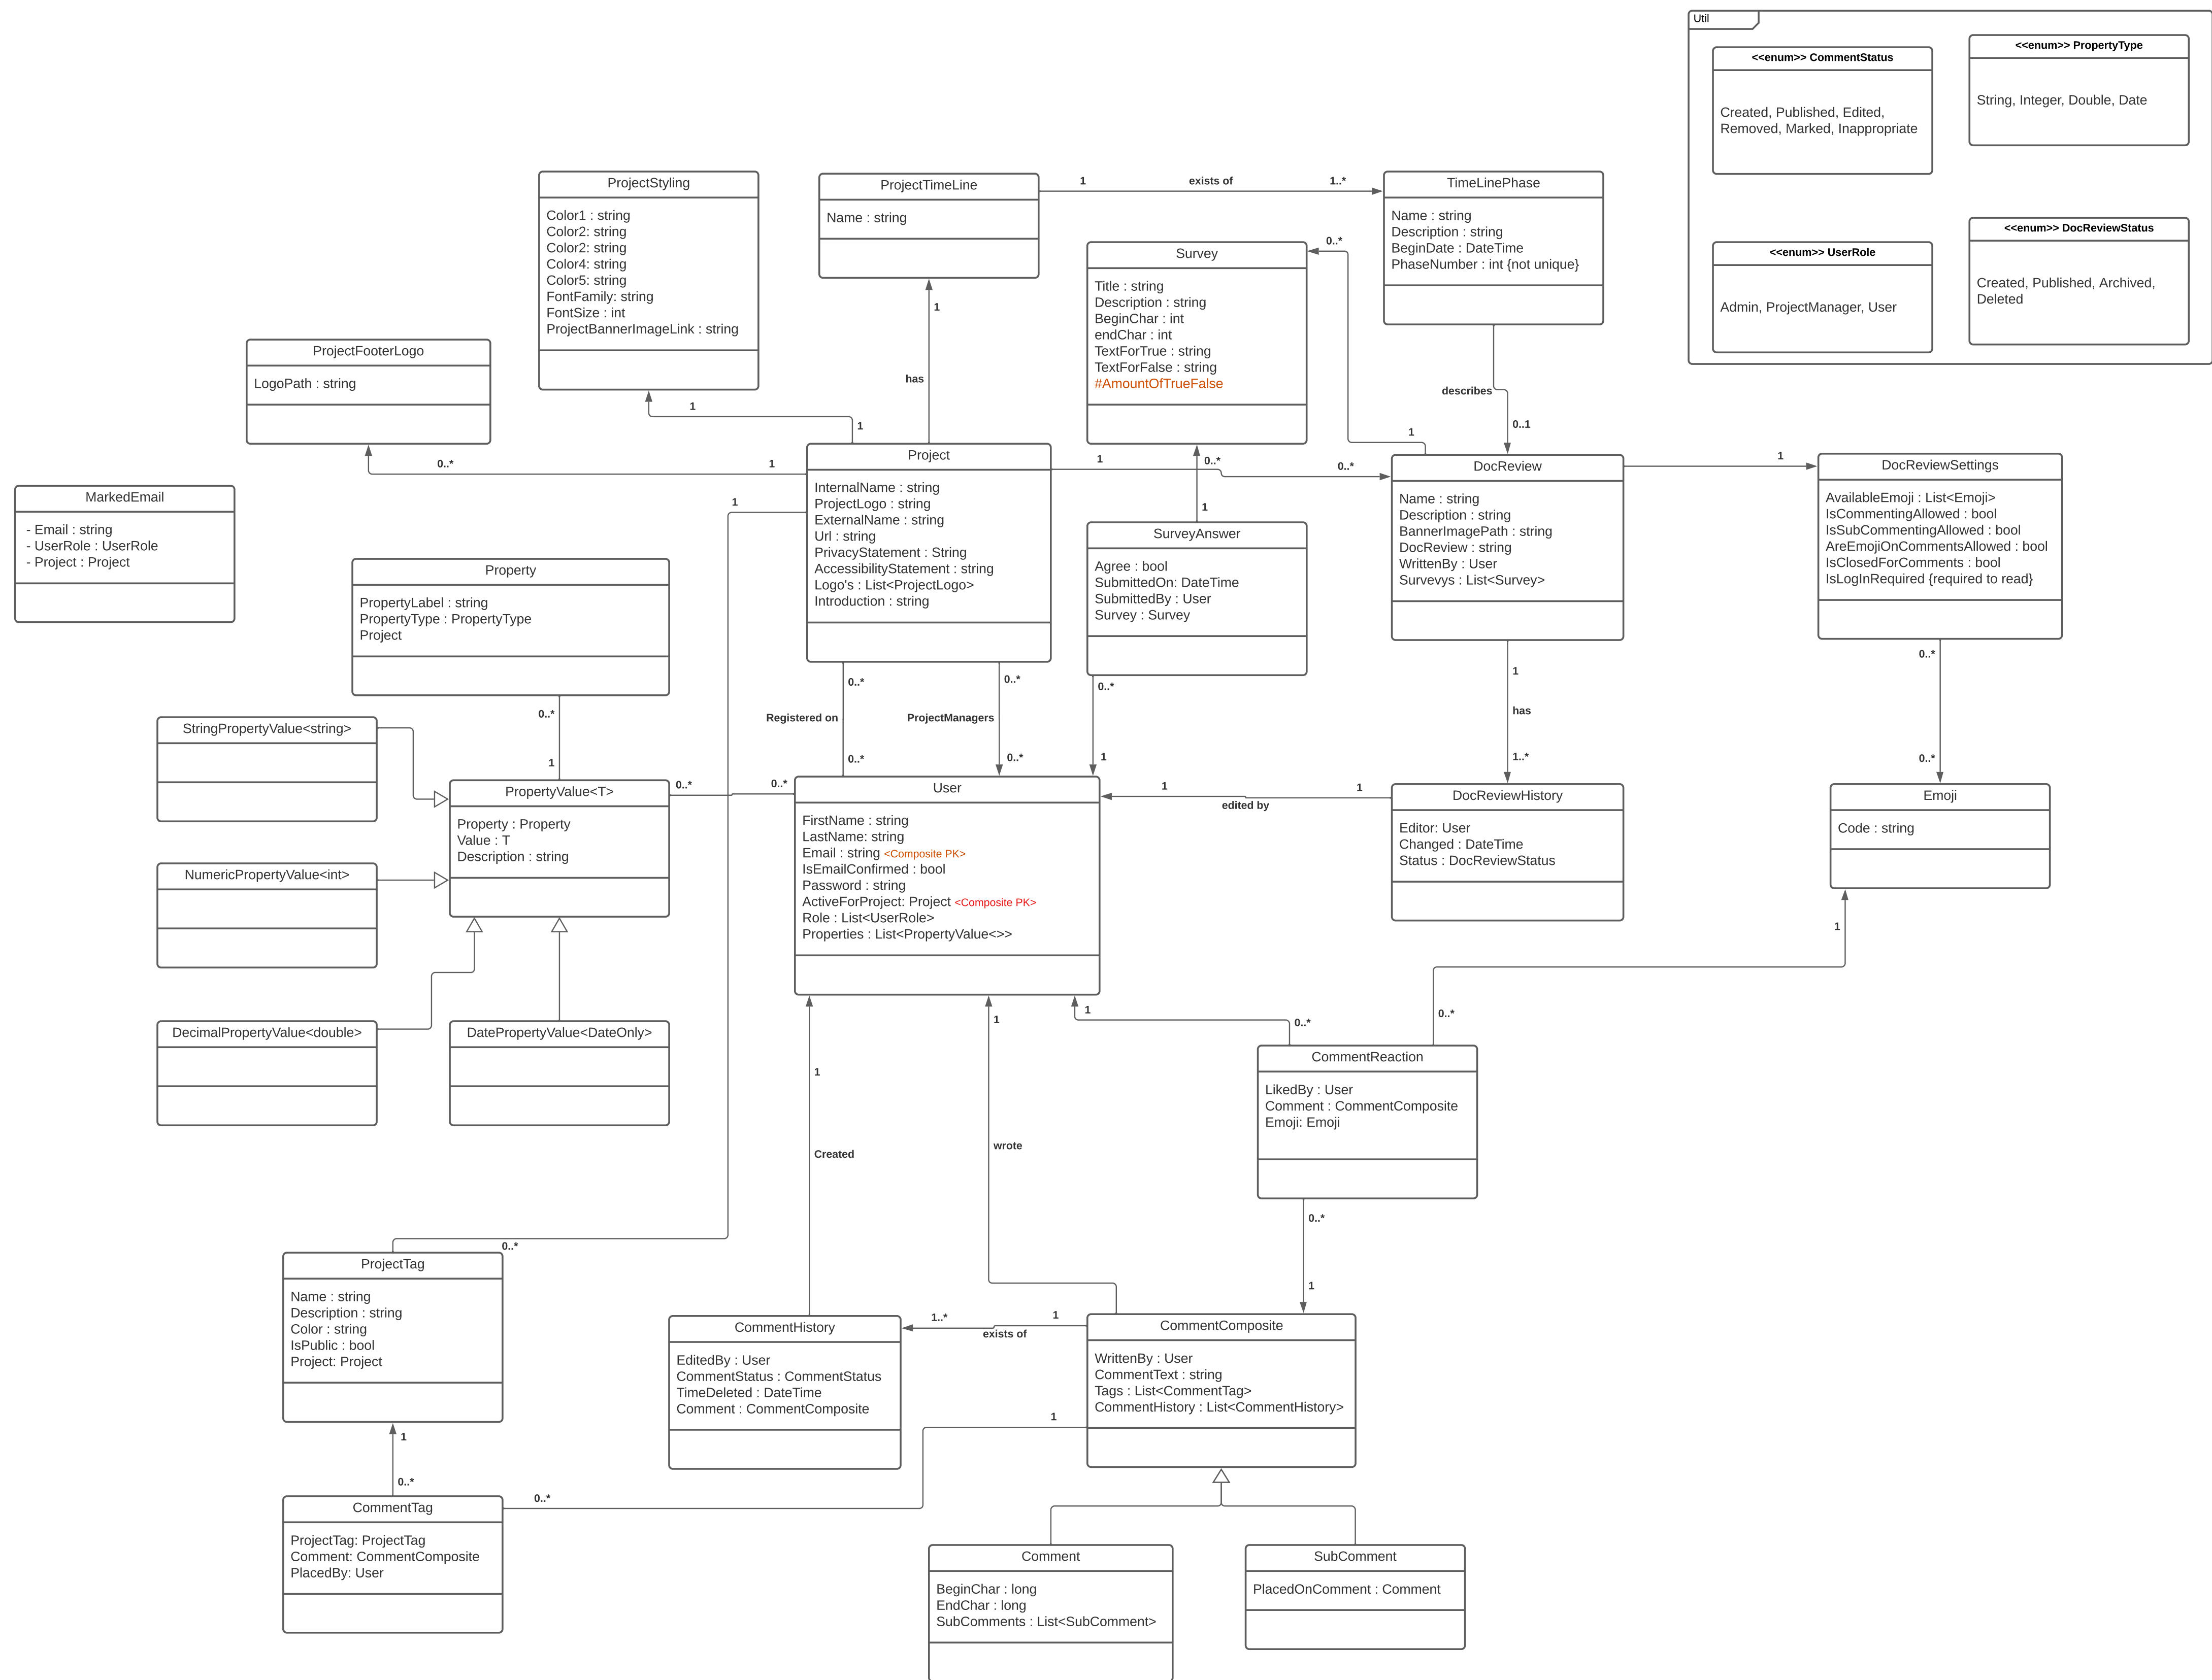 Util
<<enum>> CommentStatus
Created, Published, Edited,
Removed, Marked, Inappropriate
<<enum>> PropertyType
String, Integer, Double, Date
<<enum>> UserRole
Admin, ProjectManager, User
<<enum>> DocReviewStatus
Created, Published, Archived,
Deleted
ProjectStyling
Color1 : string
Color2: string
Color2: string
Color4: string
Color5: string
FontFamily: string
FontSize : int
ProjectBannerImageLink : string
ProjectTimeLine
Name : string
1
exists of
1..*
TimeLinePhase
Name : string
Description : string
BeginDate : DateTime
PhaseNumber : int {not unique}
Survey
Title : string
Description : string
BeginChar : int
endChar : int
TextForTrue : string
TextForFalse : string
#AmountOfTrueFalse
0..*
1
1
has
describes
0..1
ProjectFooterLogo
LogoPath : string
1
1
0..*
1
MarkedEmail
- Email : string
- UserRole : UserRole
- Project : Project
Project
InternalName : string
ProjectLogo : string
ExternalName : string
Url : string
PrivacyStatement : String
AccessibilityStatement : string
Logo's : List<ProjectLogo>
Introduction : string
1
0..*
0..*
1
1
DocReview
Name : string
Description : string
BannerImagePath : string
DocReview : string
WrittenBy : User
Survevys : List<Survey>
1
DocReviewSettings
AvailableEmoji : List<Emoji>
IsCommentingAllowed : bool
IsSubCommentingAllowed : bool
AreEmojiOnCommentsAllowed : bool
IsClosedForComments : bool
IsLogInRequired {required to read}
SurveyAnswer
Agree : bool
SubmittedOn: DateTime
SubmittedBy : User
Survey : Survey
Property
PropertyLabel : string
PropertyType : PropertyType
Project
0..*
1
0..*
Registered on
0..*
0..*
ProjectManagers
0..*
0..*
1
1
has
1..*
0..*
0..*
StringPropertyValue<string>
NumericPropertyValue<int>
DecimalPropertyValue<double>
DatePropertyValue<DateOnly>
PropertyValue<T>
Property : Property
Value : T
Description : string
0..*
0..*
User
FirstName : string
LastName: string
Email : string <Composite PK>
IsEmailConfirmed : bool
Password : string
ActiveForProject: Project <Composite PK>
Role : List<UserRole>
Properties : List<PropertyValue<>>
1
edited by
1
DocReviewHistory
Editor: User
Changed : DateTime
Status : DocReviewStatus
Emoji
Code : string
1
0..*
1
0..*
1
Created
1
wrote
CommentReaction
LikedBy : User
Comment : CommentComposite
Emoji: Emoji
0..*
1
0..*
ProjectTag
Name : string
Description : string
Color : string
IsPublic : bool
Project: Project
CommentHistory
EditedBy : User
CommentStatus : CommentStatus
TimeDeleted : DateTime
Comment : CommentComposite
1..*
exists of
1
CommentComposite
WrittenBy : User
CommentText : string
Tags : List<CommentTag>
CommentHistory : List<CommentHistory>
1
1
0..*
0..*
CommentTag
ProjectTag: ProjectTag
Comment: CommentComposite
PlacedBy: User
Comment
BeginChar : long
EndChar : long
SubComments : List<SubComment>
SubComment
PlacedOnComment : Comment